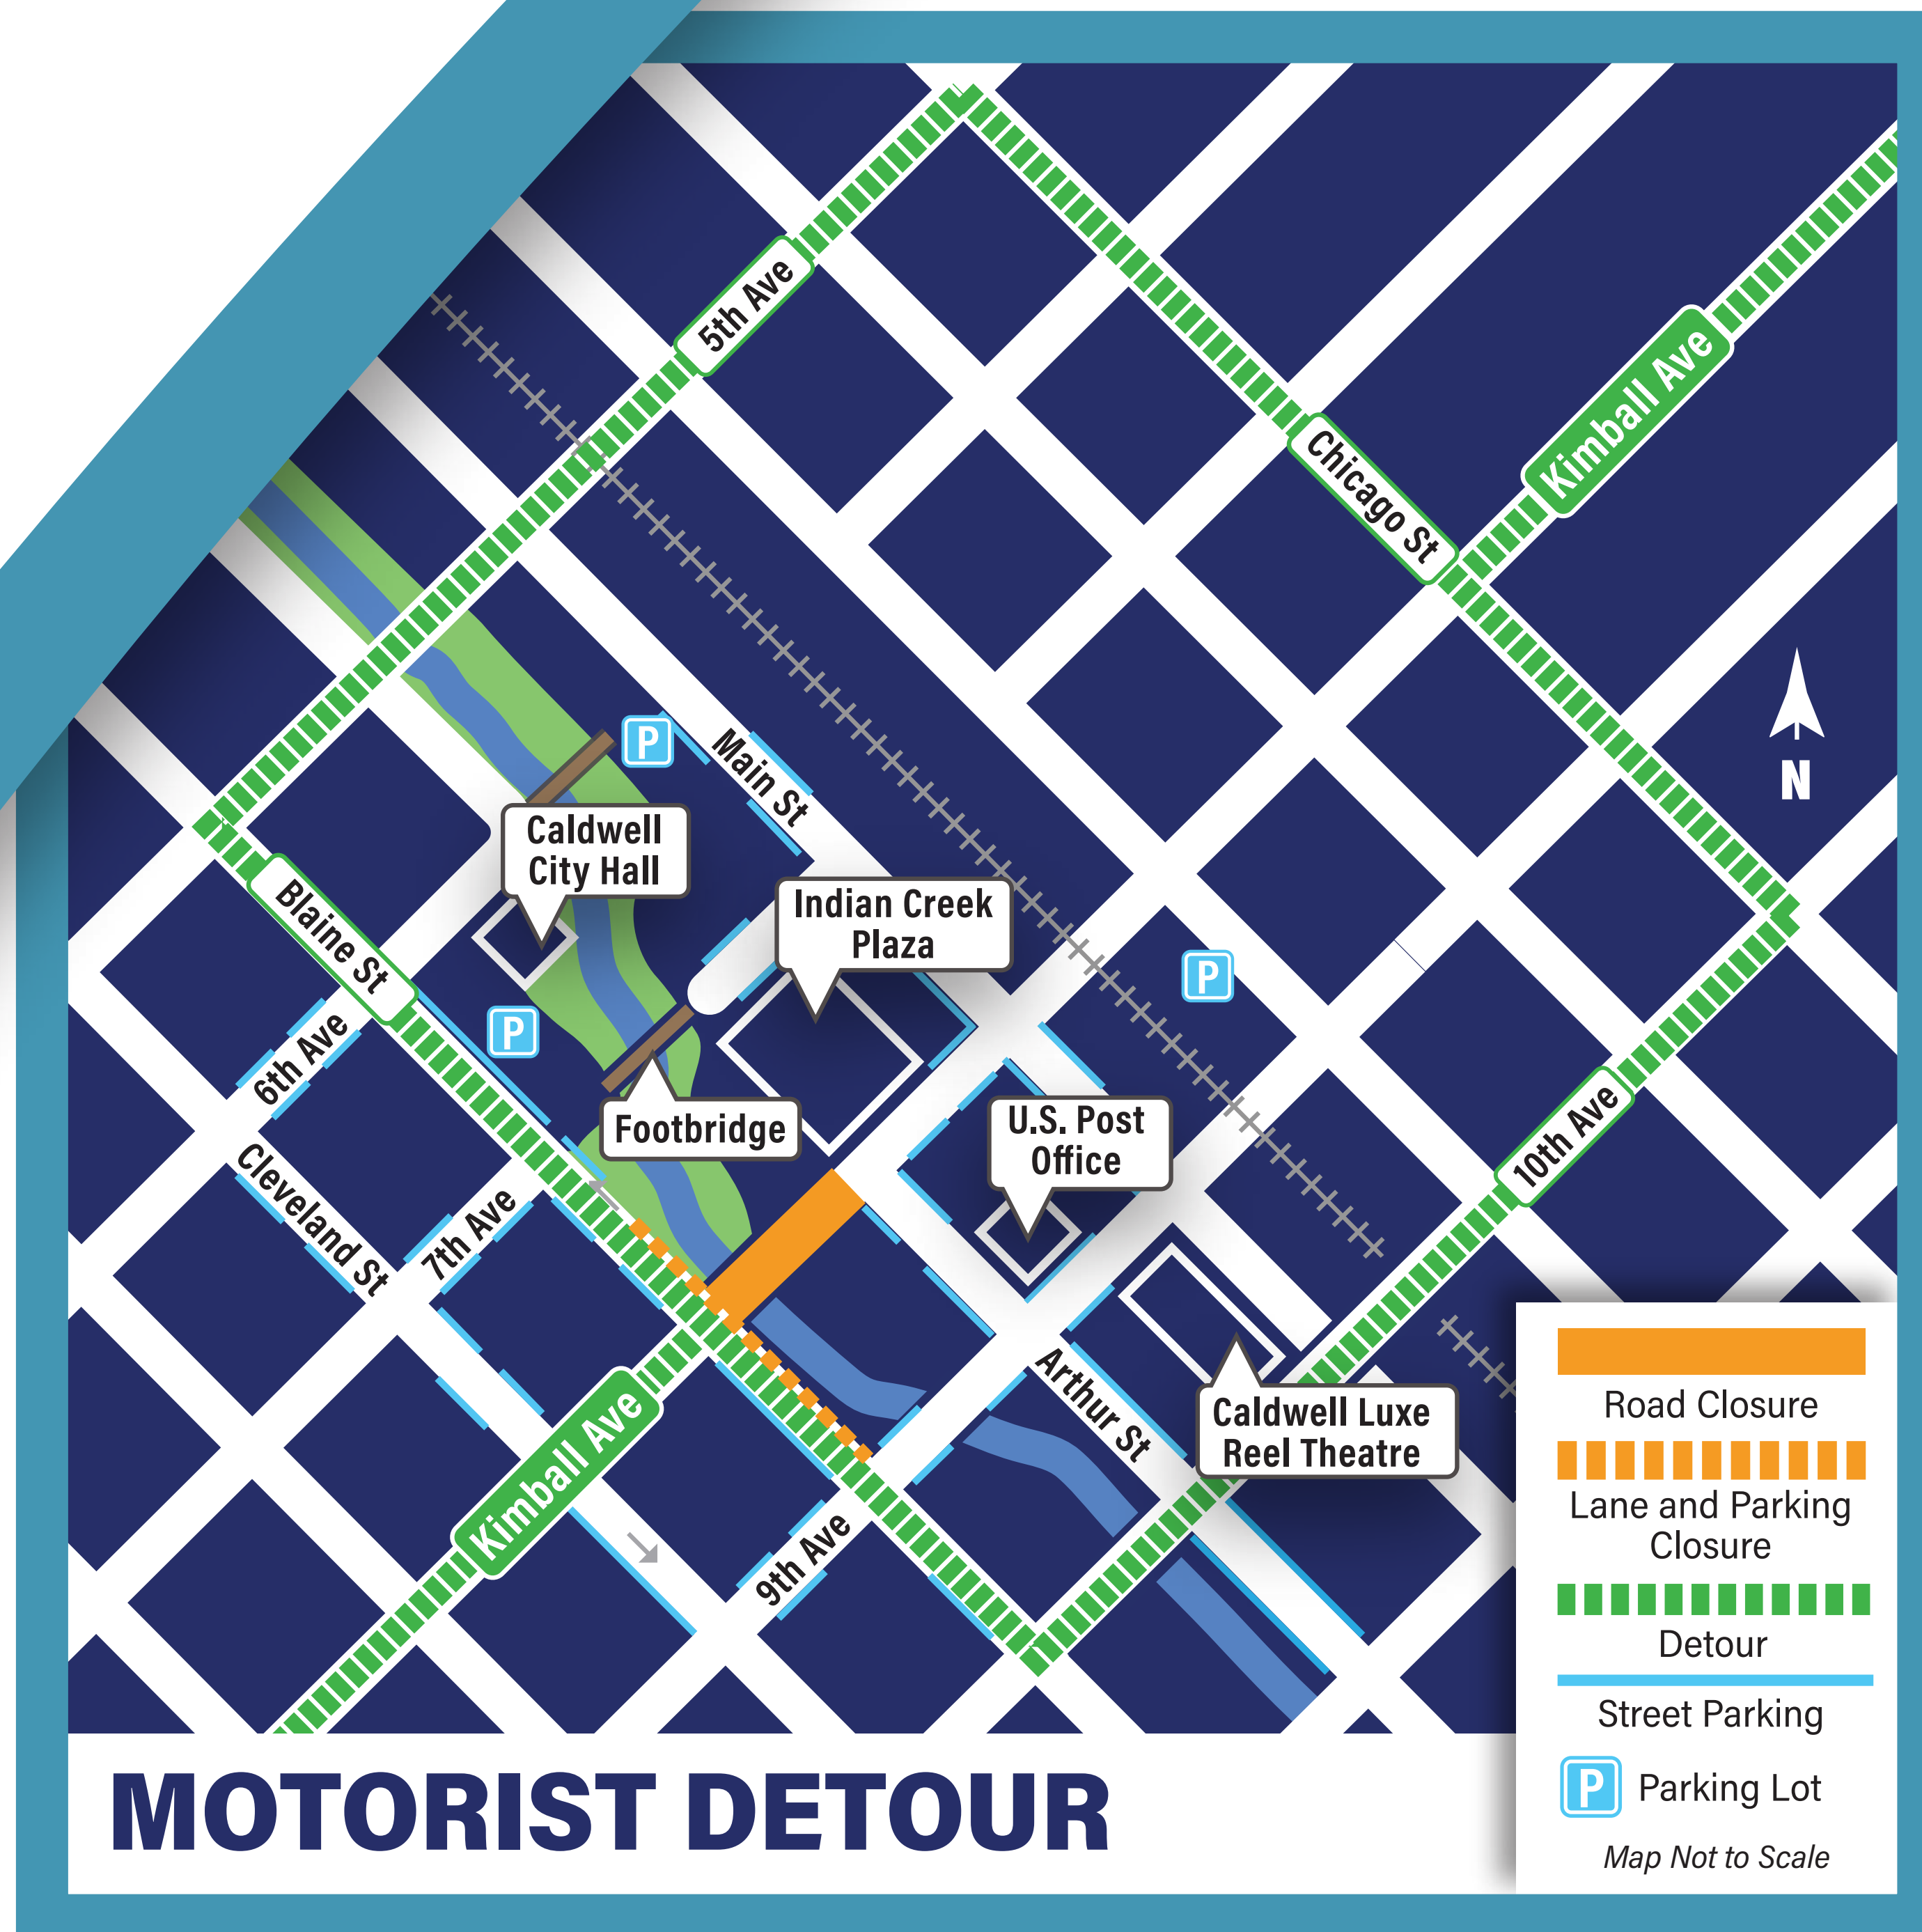 5th Ave
Kimball Ave
Chicago St
N
P
Main St
Caldwell
City Hall
Indian Creek
Plaza
Blaine St
P
P
6th Ave
Footbridge
U.S. Post
Office
10th Ave
Cleveland St
7th Ave
Arthur St
Kimball Ave
Caldwell Luxe
Reel Theatre
9th Ave
Road Closure
Lane and Parking
Closure
Detour
Street Parking
P Parking Lot
Map Not to Scale
MOTORIST DETOUR